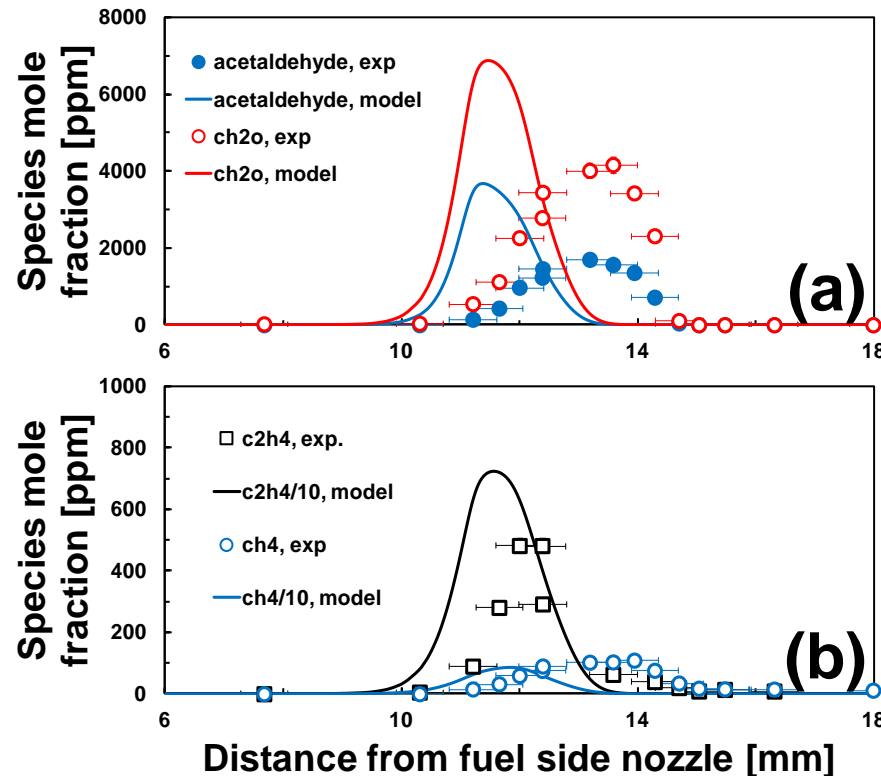 Species mole
fraction [ppm]
8000
6000
4000
2000
0
acetaldehyde, exp
acetaldehyde, model
ch2o, exp
ch2o, model
(a)
6
10
14
18
Species mole
fraction [ppm]
1000
800
600
400
200
0
c2h4, exp.
c2h4/10, model
ch4, exp
ch4/10, model
(b)
6
10
14
18
Distance from fuel side nozzle [mm]